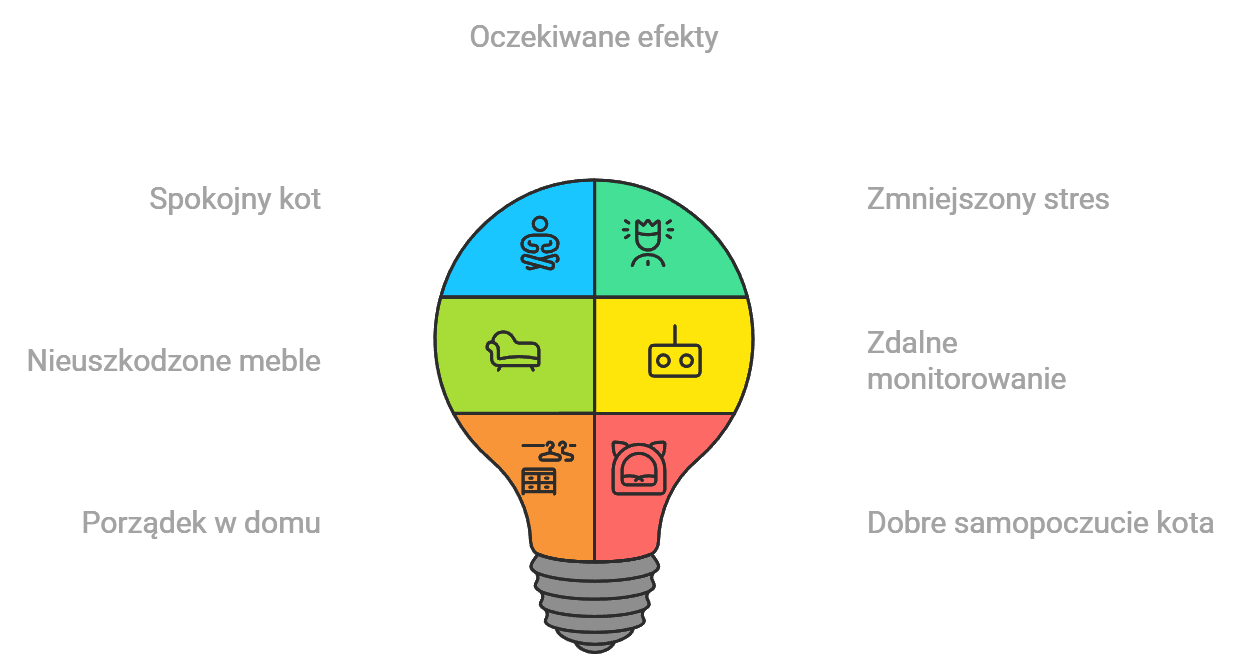 Oczekiwane efekty
Spokojny kot
Zmniejszony stres
Nieuszkodzone meble
Zdalne
monitorowanie
Porządek w domu
Dobre samopoczucie kota